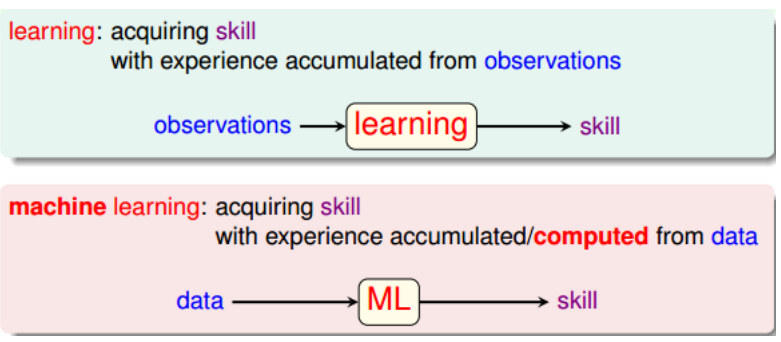 learning: acquiring skill
with experience accumulated from observations
observations learning skill
machine learning: acquiring skill
with experience accumulated/computed from data
data ML skill